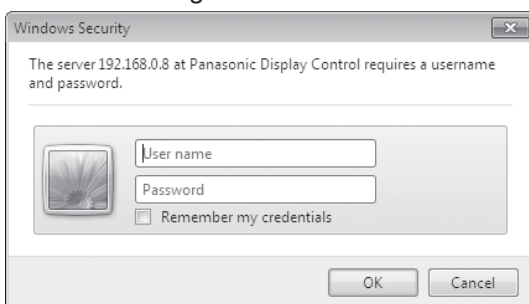 Windows Security
The server 192.168.0.8 at Panasonic Display Control requires a username
and password.
User name
Password
Remember my credentials
OK
Cancel